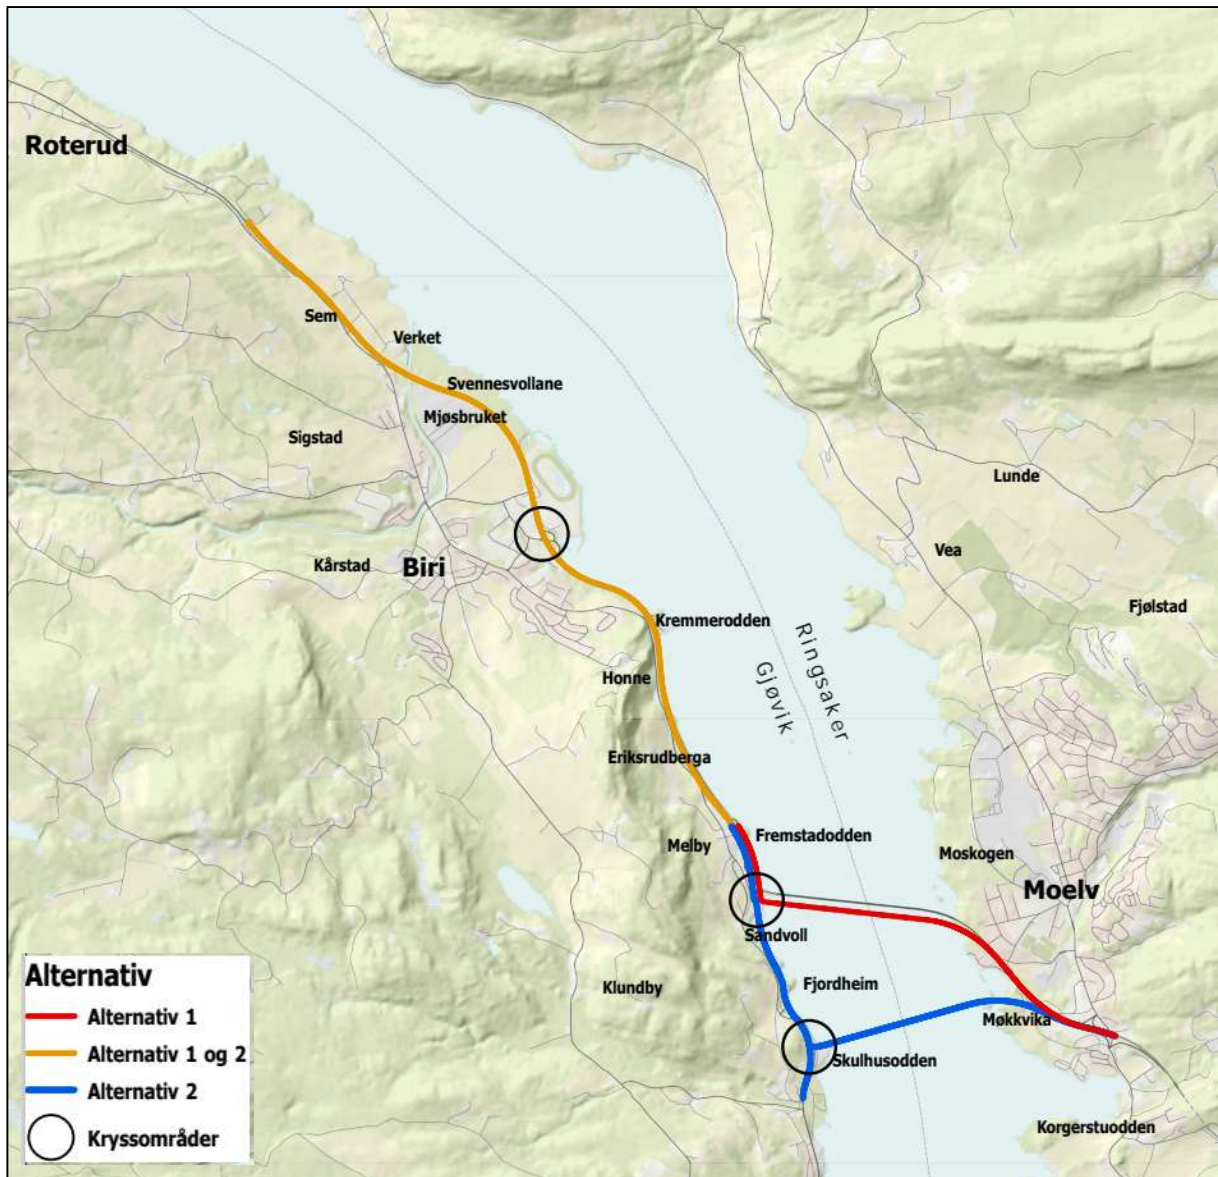 Roterud
Sem
Verket
Svennesvollane
Mjøsbruket
Sigstad
Lunde
Vea
Kårstad
Biri
Fjølstad
Kremmerodden
Ringsaker
Gjøvik
Honne
Eriksrudberga
Melby
Fremstadodden
Moskogen
Moelv
Sandvoll
Fjordheim
Klundby
Møkkvika
Skulhusodden
Korgerstuodden
Alternativ
Alternativ 1
Alternativ 1 og 2
Alternativ 2
Kryssområder